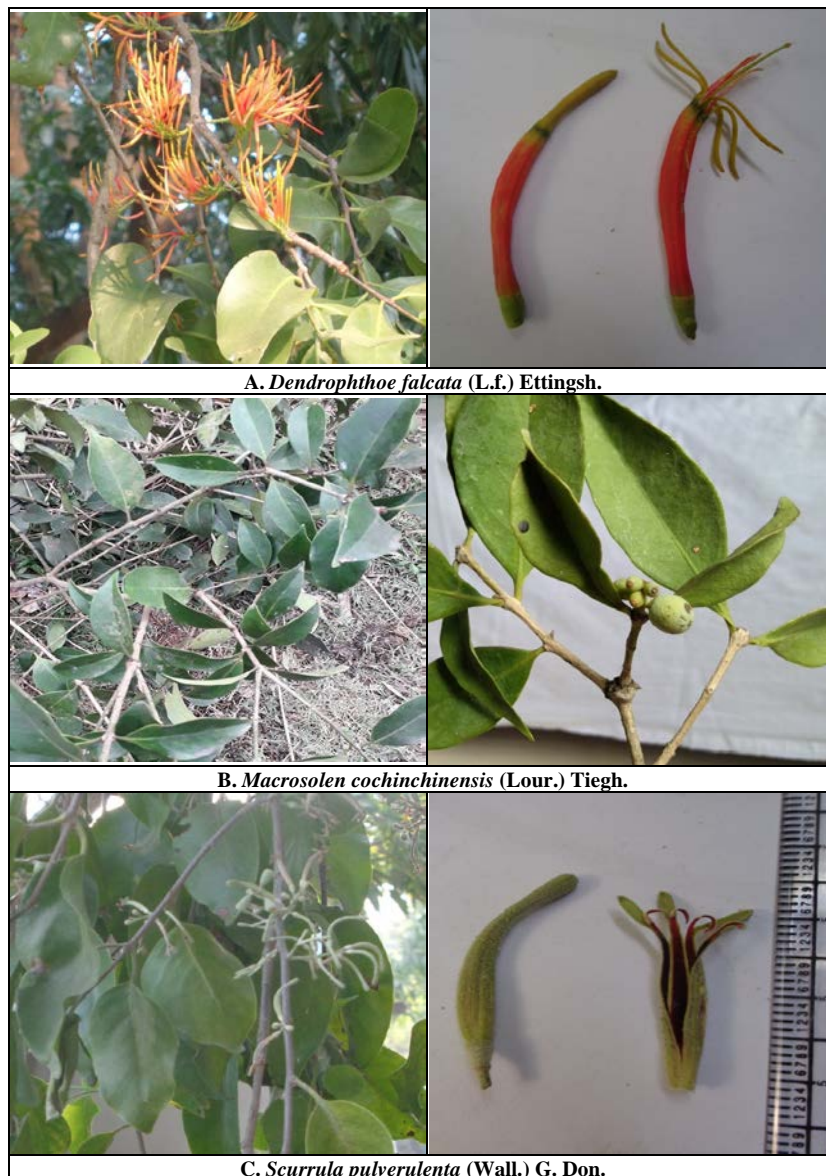 A. Dendrophthoe falcata (L.f.) Ettingsh.
B. Macrosolen cochinchinensis (Lour.) Tiegh.
C. Scurrula pulverulenta (Wall.) G. Don.